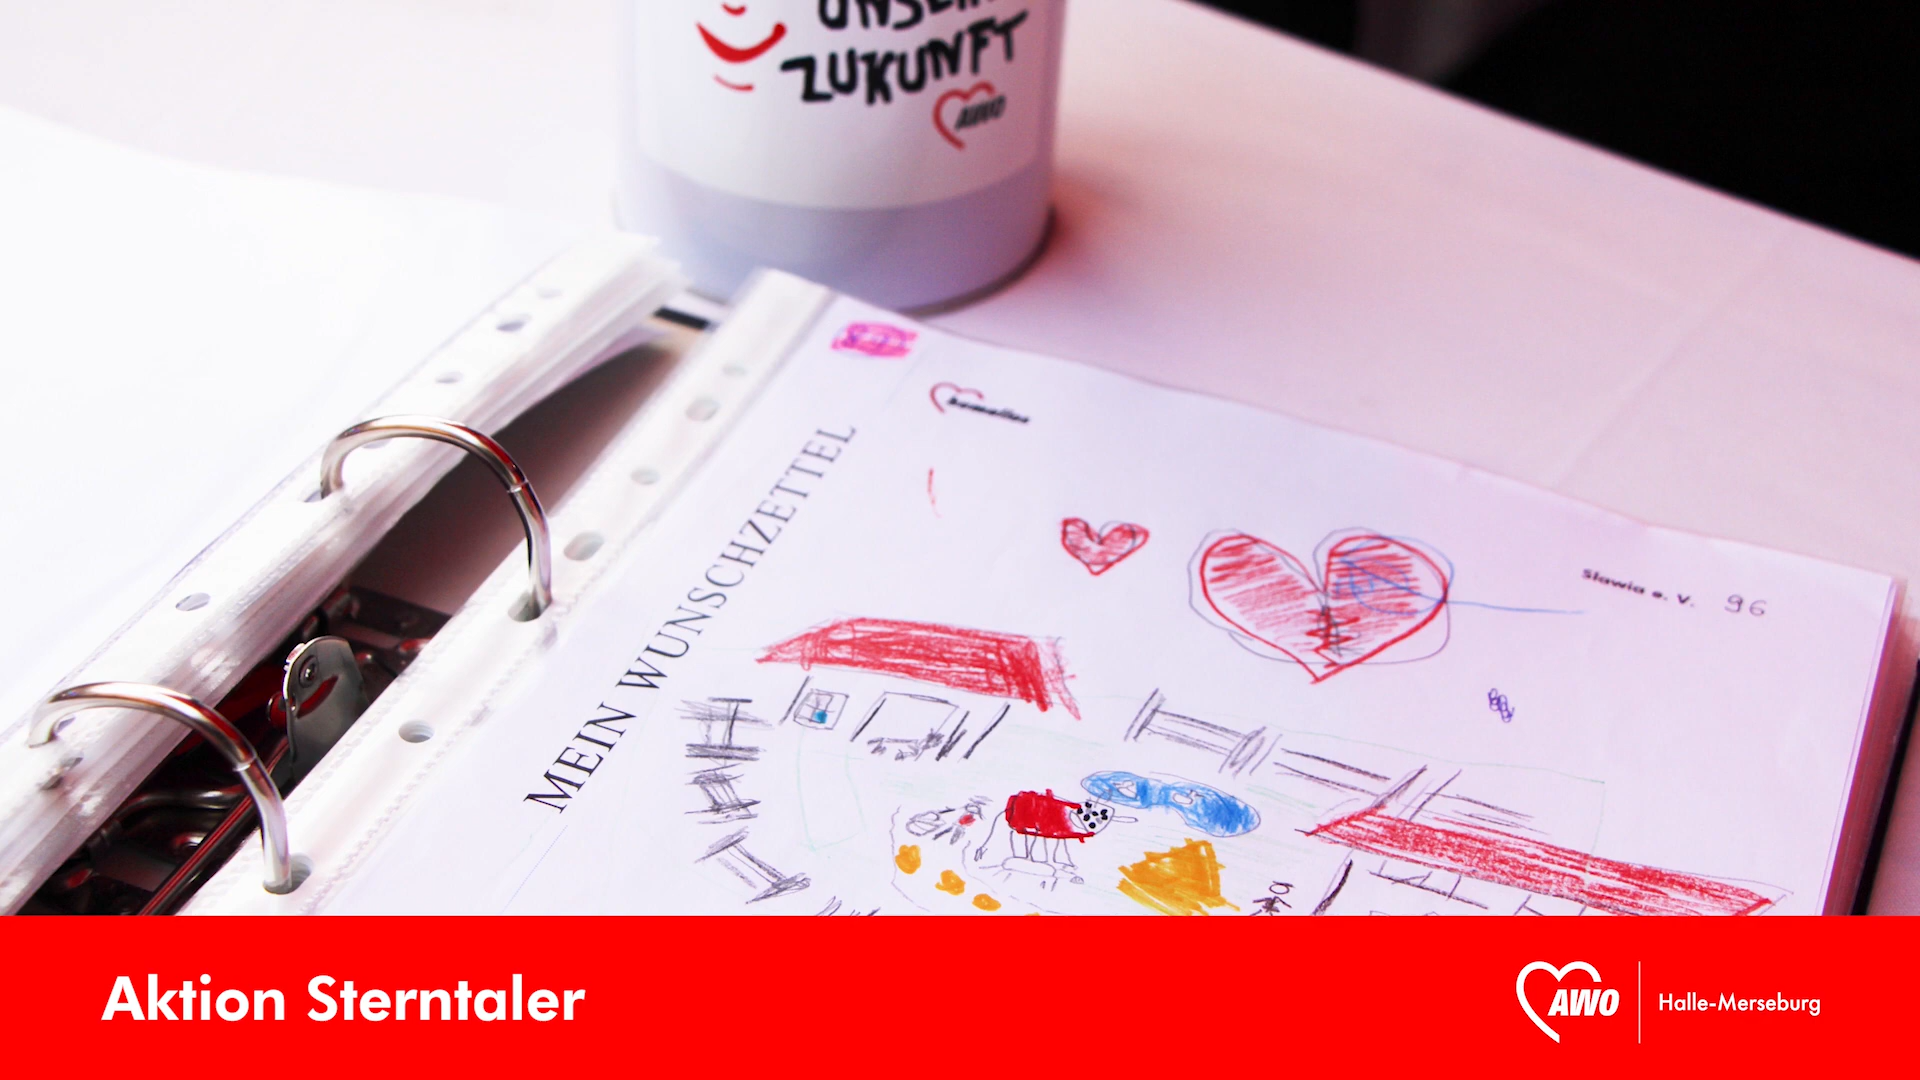 ZUKUNFT
AWO
MEIN WUNSCHZETTEL
Slawia e. V. 96
Aktion Sterntaler
AWO
Halle-Merseburg